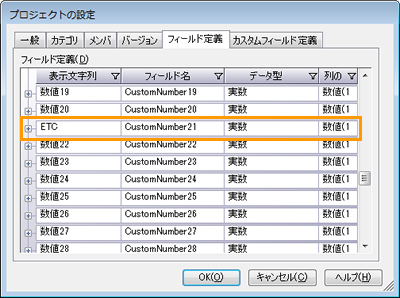 プロジェクトの設定
一般 カテゴリ メンバ バージョン フィールド定義 カスタムフィールド定義
フィールド定義(D)
表示文字列 フィールド名 データ型 列の
数値19 CustomNumber19 実数 数値(1
数値20 CustomNumber20 実数 数値(1
ETC CustomNumber21 実数 数値(1
数値22 CustomNumber22 実数 数値(1
数値23 CustomNumber23 実数 数値(1
数値24 CustomNumber24 実数 数値(1
数値25 CustomNumber25 実数 数値(1
数値26 CustomNumber26 実数 数値(1
数値27 CustomNumber27 実数 数値(1
数値28 CustomNumber28 実数 数値(1
OK(O) キャンセル(C) ヘルプ(H)